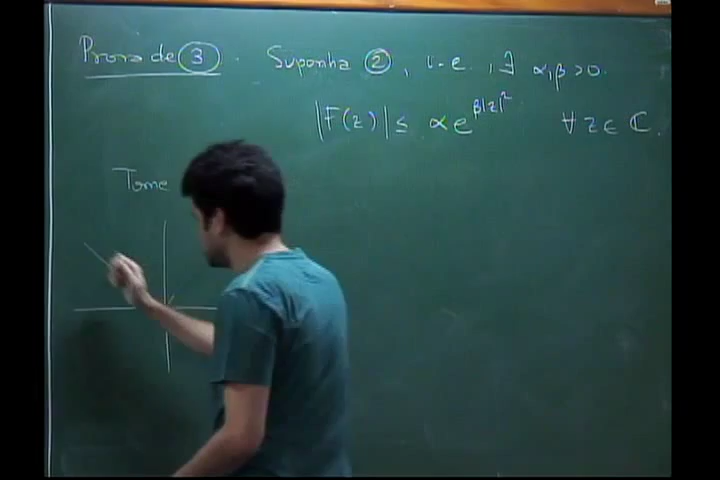 Prova de ③. Suponha ②, i.e., ∃ α,β > 0.
|F(z)| ≤ α e^{β|z|^2} ∀ z ∈ ℂ.
Tome